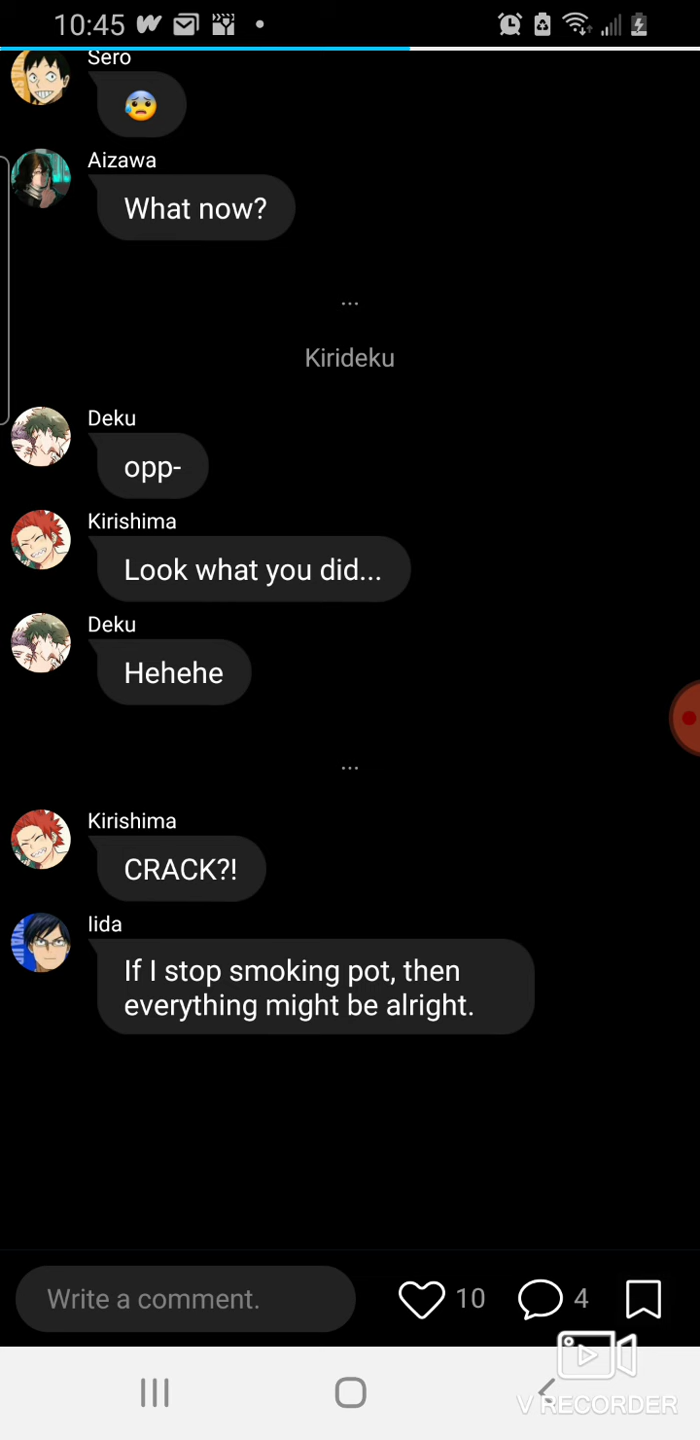 10:45
Sero
😰
Aizawa
What now?
...
Kirideku
Deku
opp-
Kirishima
Look what you did...
Deku
Hehehe
...
Kirishima
CRACK?!
Iida
If I stop smoking pot, then
everything might be alright.
Write a comment.
10
4
V RECORDER